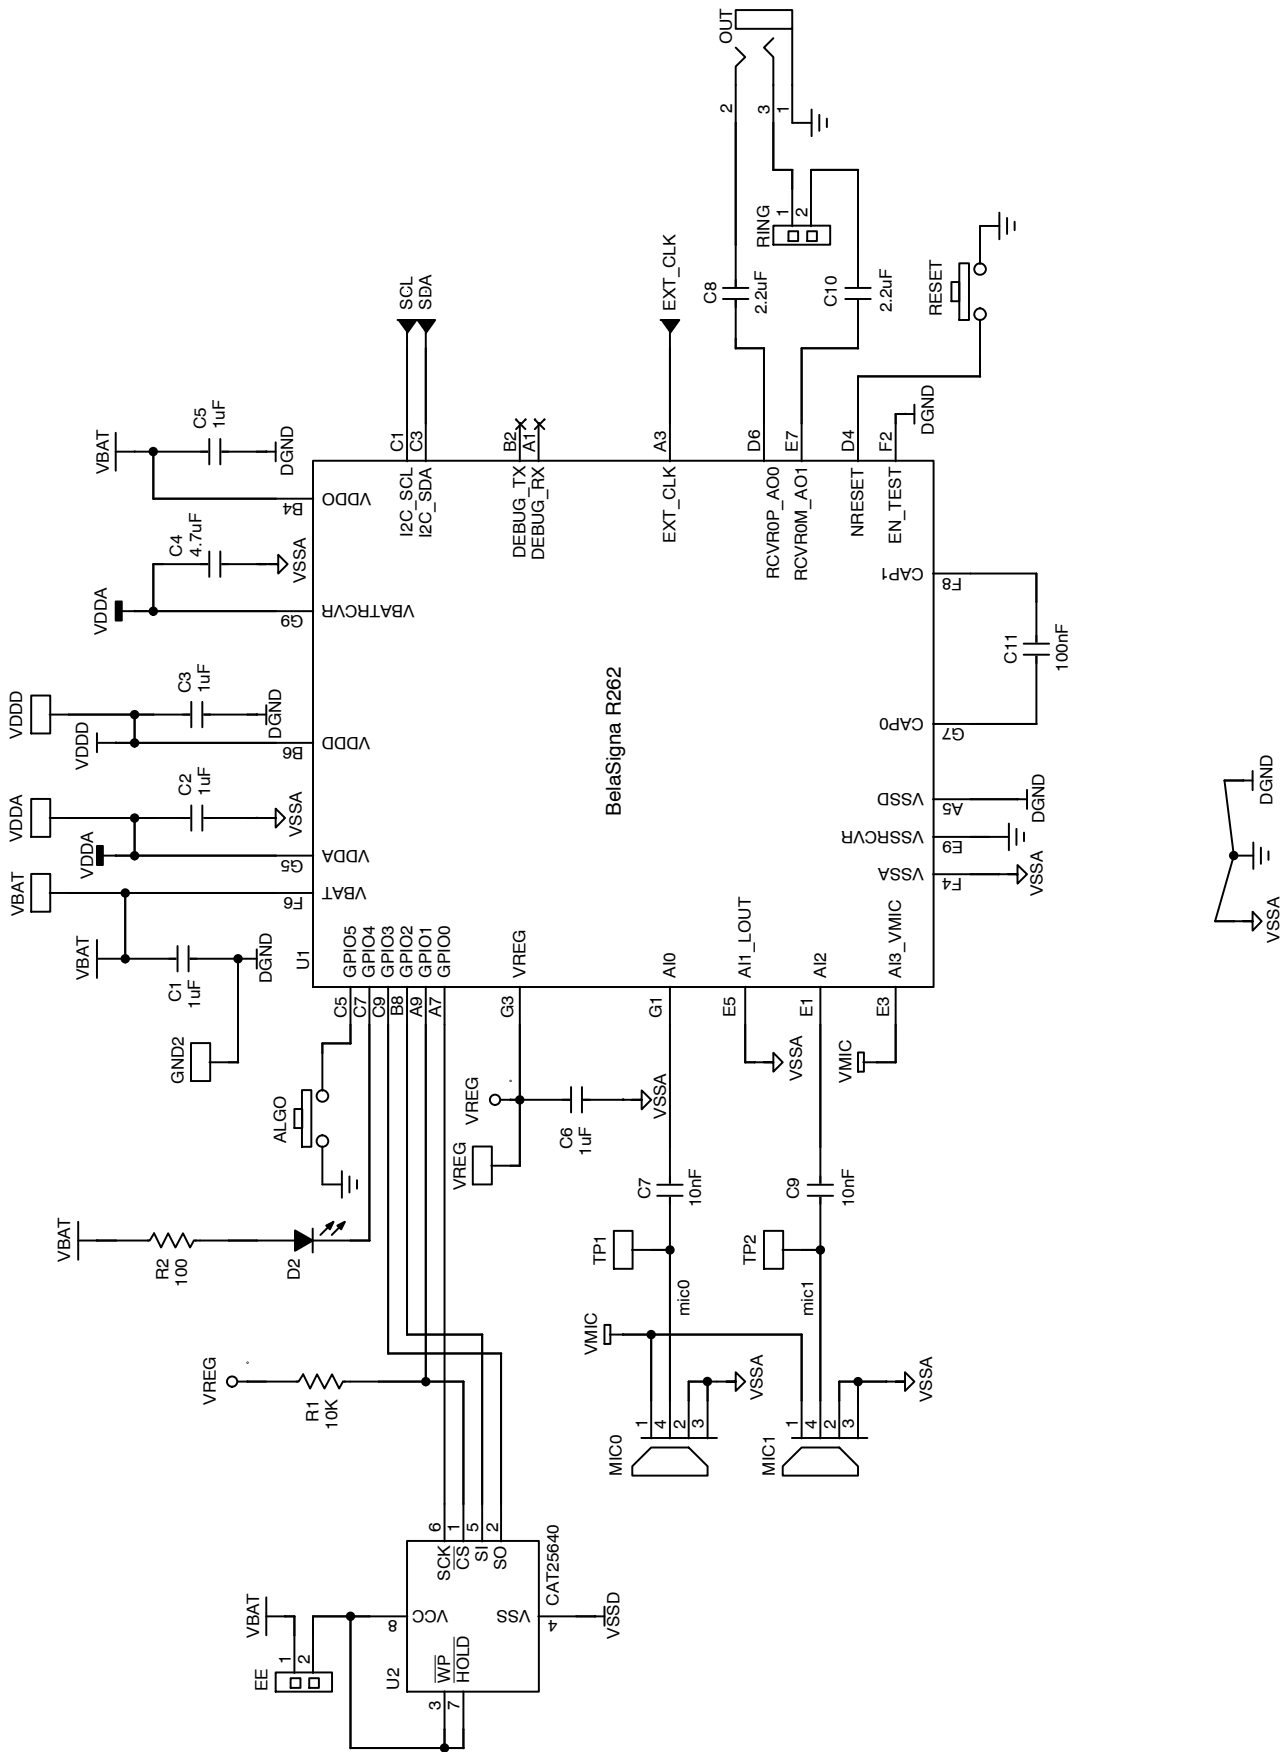 OUT
2
3
1
RING
1
2
C8
2.2uF
C10
2.2uF
RESET
SCL
SDA
EXT_CLK
VBAT
C5
1uF
DGND
C4
4.7uF
VSSA
VDDA
VDDD
VDDD
C3
1uF
DGND
VDDA
VDDA
C2
1uF
VSSA
VBAT
VBAT
C1
1uF
DGND
GND2
B4
G9
B6
G5
F6
C1
C3
B2
A1
A3
D6
E7
D4
F2
DGND
VDDO
VBATRCVR
VDDD
VDDA
VBAT
I2C_SCL
I2C_SDA
DEBUG_TX
DEBUG_RX
EXT_CLK
RCVR0P_AO0
RCVR0M_AO1
NRESET
EN_TEST
BelaSigna R262
CAP1
CAP0
VSSD
VSSRCVR
VSSA
F8
G7
A5
E9
F4
C11
100nF
DGND
VSSA
U1
GPIO5
GPIO4
GPIO3
GPIO2
GPIO1
GPIO0
VREG
AI0
AI1_LOUT
AI2
AI3_VMIC
C5
C7
C9
B8
A9
A7
G3
G1
E5
E1
E3
ALGO
VREG
VREG
C6
1uF
VSSA
VSSA
VMIC
C7
10nF
C9
10nF
TP1
TP2
mic0
mic1
VBAT
R2
100
D2
VREG
R1
10K
VMIC
VSSA
VSSA
MIC0
1
4
2
3
MIC1
1
4
2
3
VBAT
EE
1
2
U2
8
VCC
6
1
5
2
SCK
CS
SI
SO
CAT25640
VSS
4
VSSD
WP
HOLD
3
7
VSSA
DGND